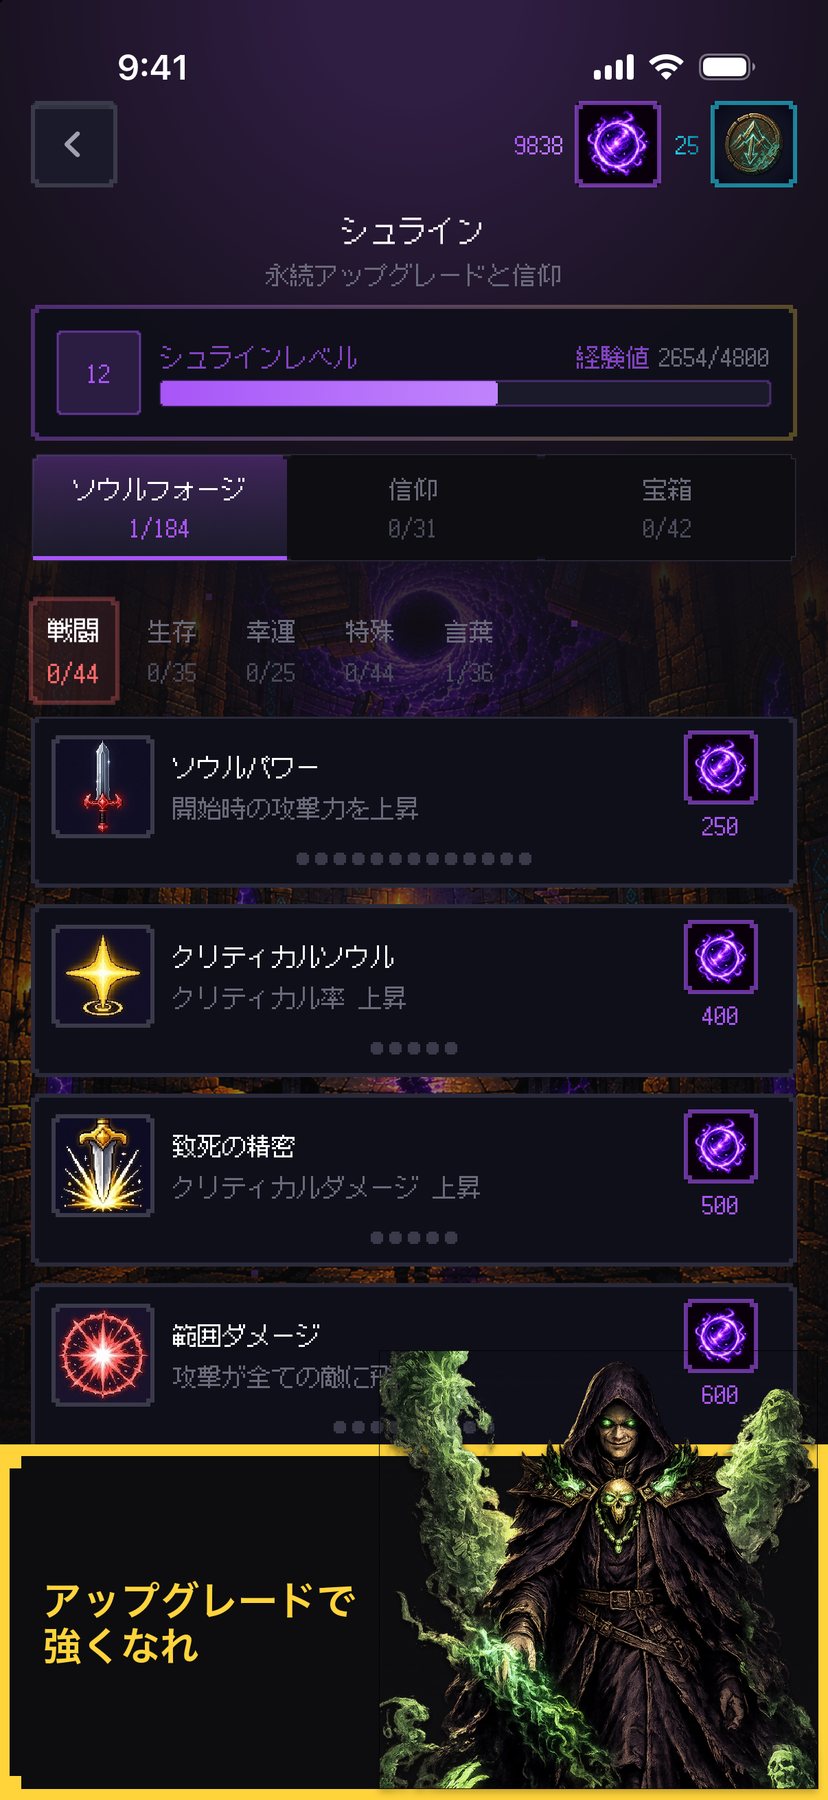 9:41
9838
25
シュライン
永続アップグレードと信仰
12
シュラインレベル
経験値 2654/4800
ソウルフォージ
1/184
信仰
0/31
宝箱
0/42
戦闘
0/44
生存
0/35
幸運
0/25
特殊
0/44
言葉
1/36
ソウルパワー
開始時の攻撃力を上昇
250
クリティカルソウル
クリティカル率 上昇
400
致死の精密
クリティカルダメージ 上昇
500
範囲ダメージ
攻撃が全ての敵に飛
600
アップグレードで
強くなれ